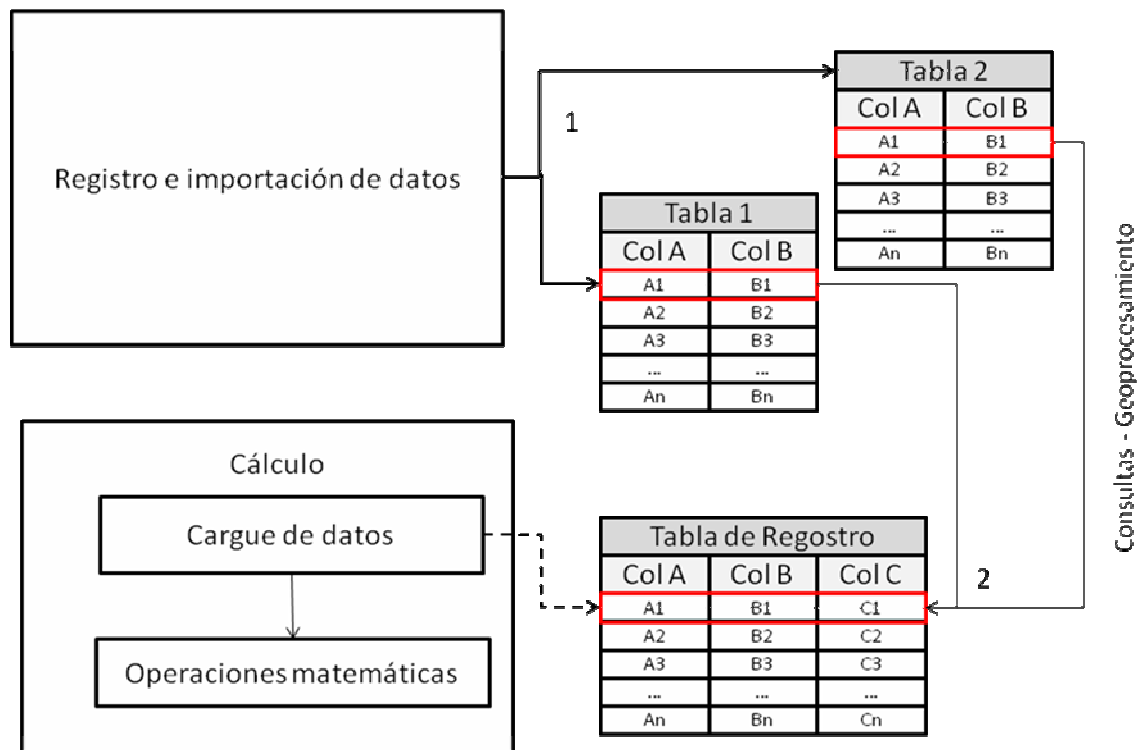 Registro e importación de datos
1
Tabla 2
Col A Col B
A1 B1
A2 B2
A3 B3
... ...
An Bn
Tabla 1
Col A Col B
A1 B1
A2 B2
A3 B3
... ...
An Bn
Consultas - Geoprocesamiento
Cálculo
Cargue de datos
Operaciones matemáticas
Tabla de Regostro
Col A Col B Col C
A1 B1 C1
A2 B2 C2
A3 B3 C3
... ... ...
An Bn Cn
2